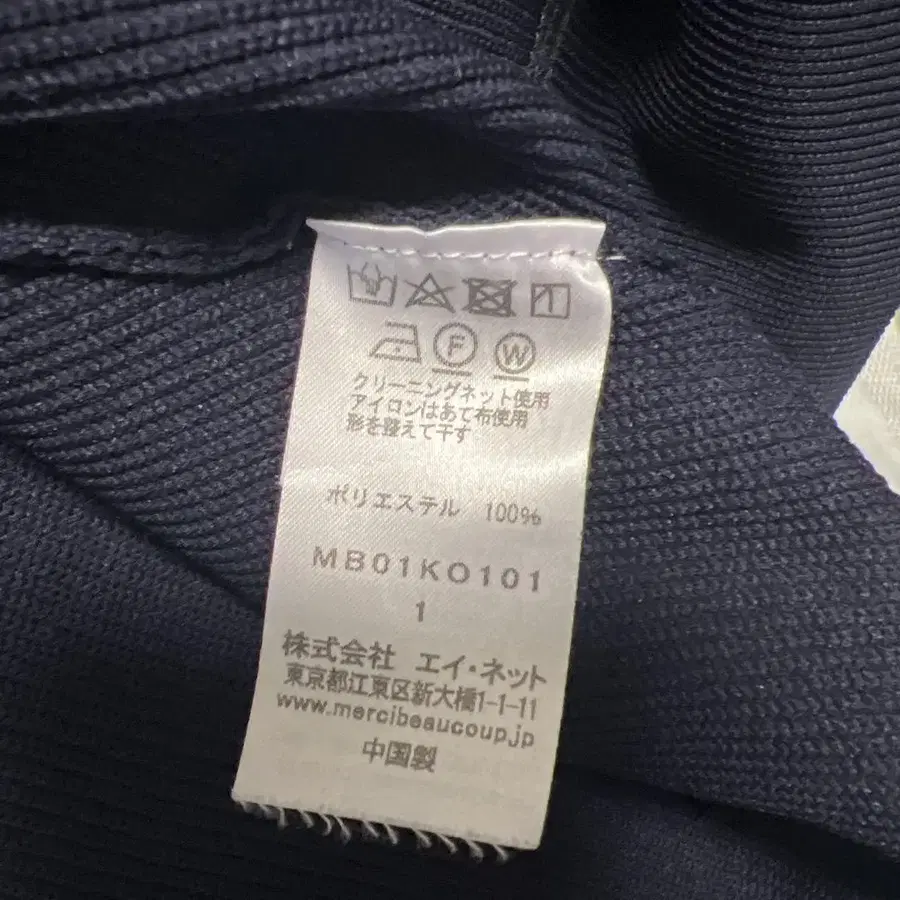 F W
クリーニングネット使用
アイロンはあて布使用
形を整えて干す
ポリエステル 100%
MB01KO101
1
株式会社 エイ・ネット
東京都江東区新大橋1-1-11
www.mercibeaucoup.jp
中国製